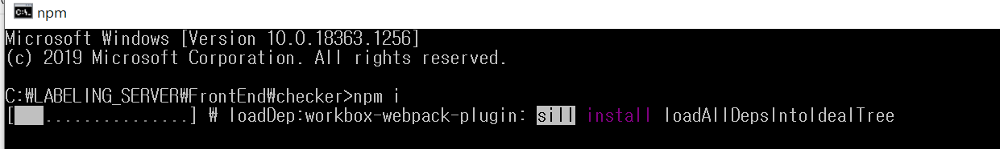 npm
Microsoft Windows [Version 10.0.18363.1256]
(c) 2019 Microsoft Corporation. All rights reserved.
C:₩LABELING_SERVER₩FrontEnd₩checker>npm i
[ ...............] ₩ loadDep:workbox-webpack-plugin: sill install loadAllDepsIntoIdealTree